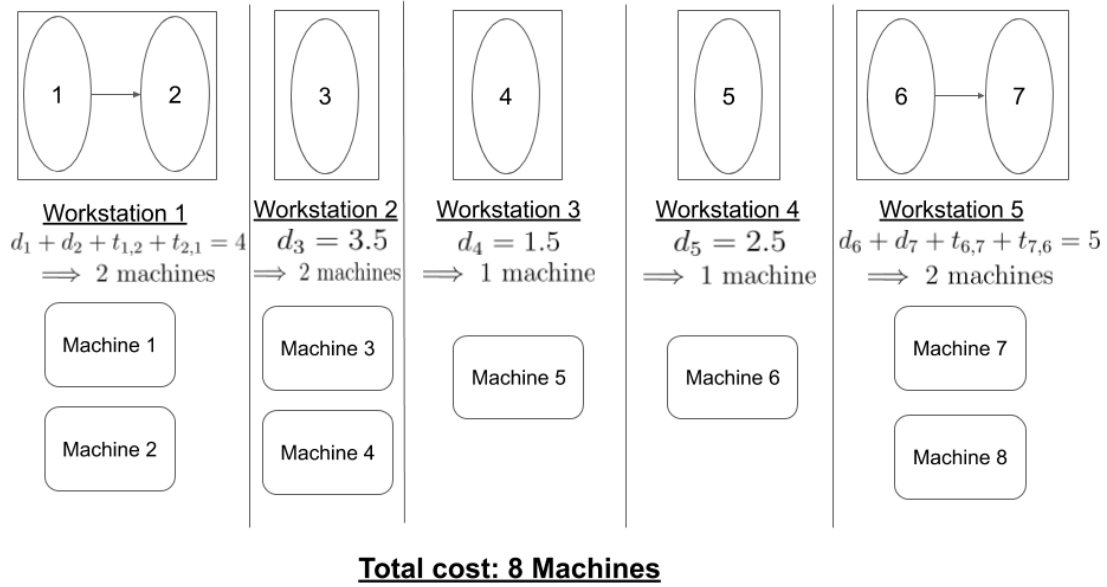 1 2
3
4
5
6 7
Workstation 1
d₁ + d₂ + t₁,₂ + t₂,₁ = 4
⟹ 2 machines
Machine 1
Machine 2
Workstation 2
d₃ = 3.5
⟹ 2 machines
Machine 3
Machine 4
Workstation 3
d₄ = 1.5
⟹ 1 machine
Machine 5
Workstation 4
d₅ = 2.5
⟹ 1 machine
Machine 6
Workstation 5
d₆ + d₇ + t₆,₇ + t₇,₆ = 5
⟹ 2 machines
Machine 7
Machine 8
Total cost: 8 Machines